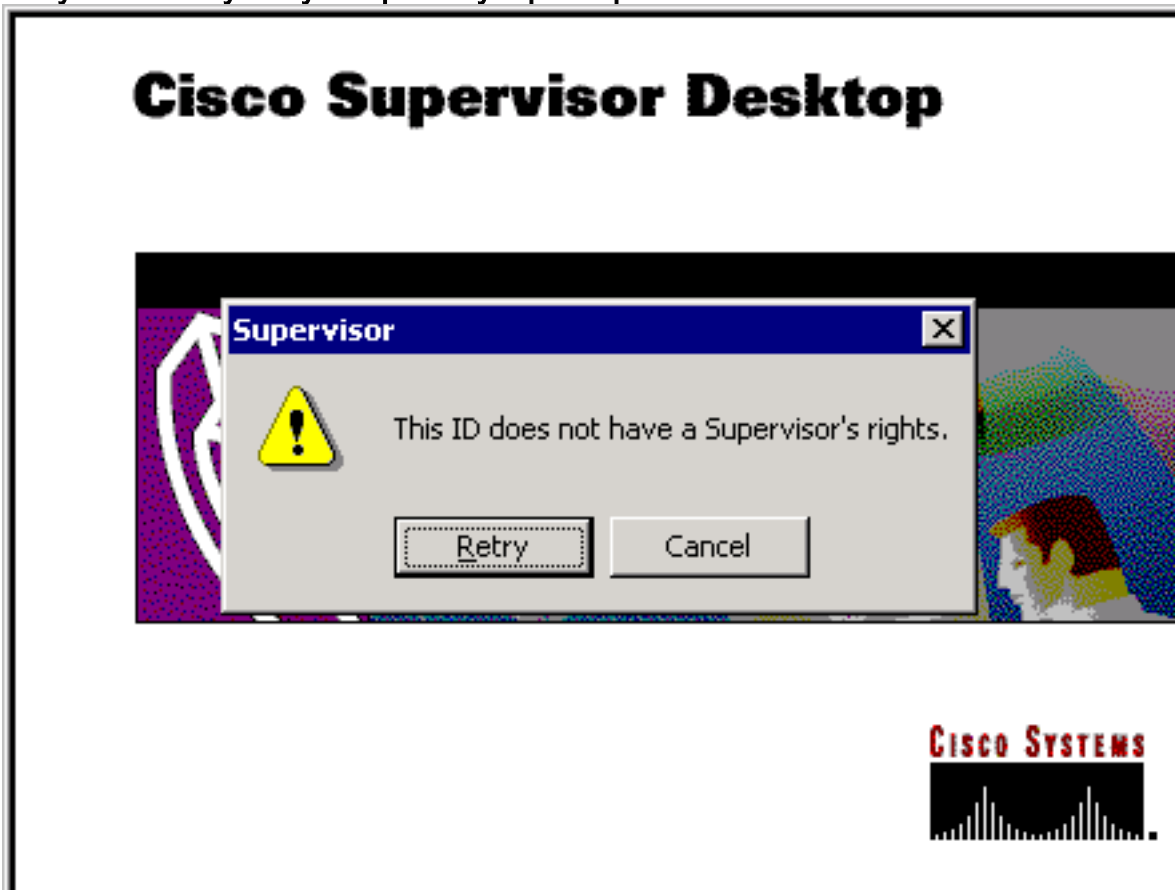 Cisco Supervisor Desktop
Supervisor
This ID does not have a Supervisor's rights.
Retry
Cancel
CISCO SYSTEMS